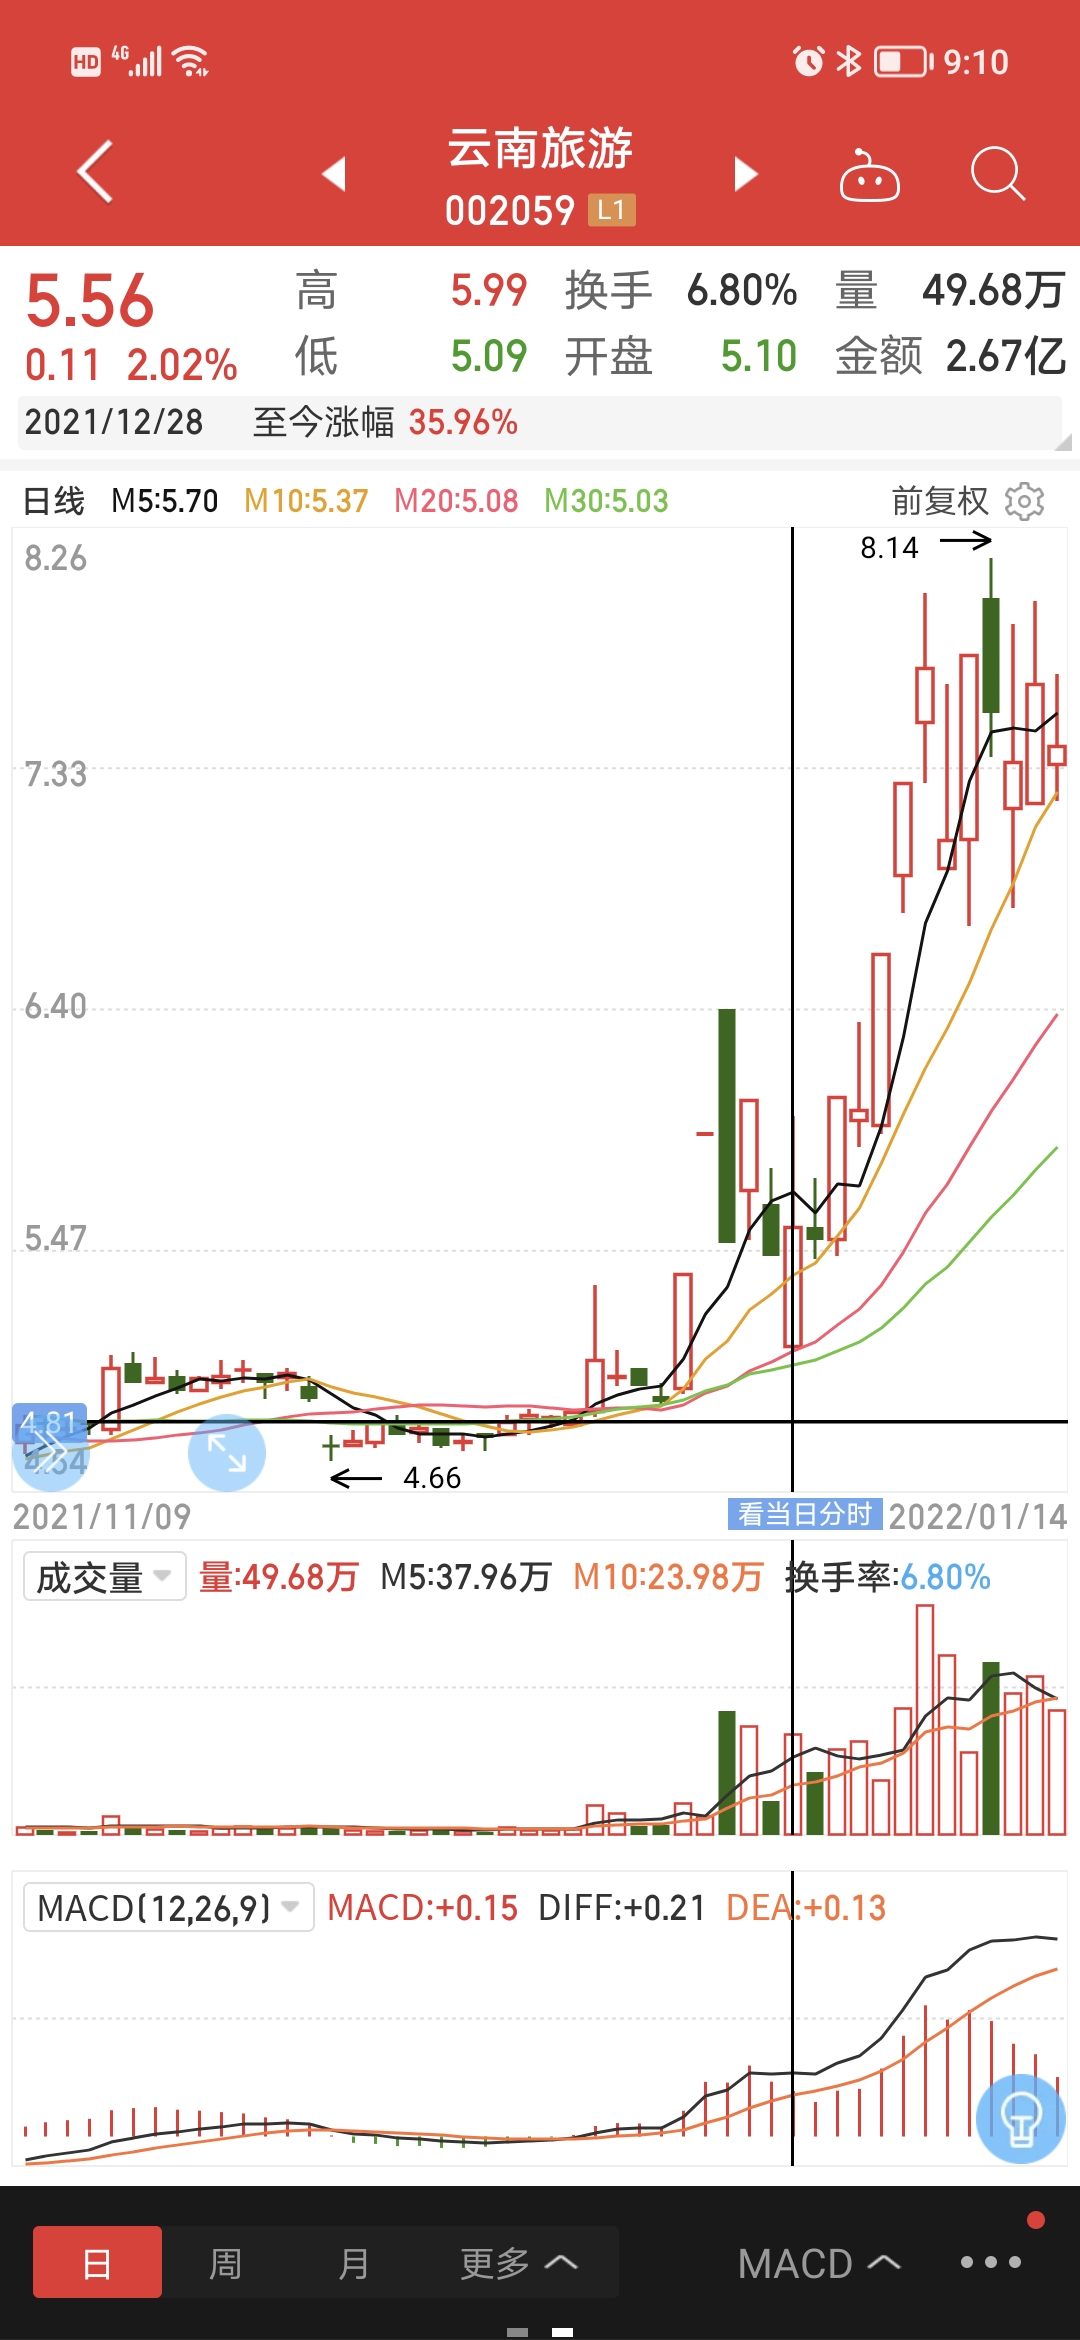 HD 4G 9:10
云南旅游
002059 L1
5.56 高 5.99 换手 6.80% 量 49.68万
0.11 2.02% 低 5.09 开盘 5.10 金额 2.67亿
2021/12/28 至今涨幅 35.96%
日线 M5:5.70 M10:5.37 M20:5.08 M30:5.03 前复权
8.26
8.14
7.33
6.40
5.47
4.81
4.66
2021/11/09 看当日分时 2022/01/14
成交量 量:49.68万 M5:37.96万 M10:23.98万 换手率:6.80%
MACD(12,26,9) MACD:+0.15 DIFF:+0.21 DEA:+0.13
日 周 月 更多 MACD